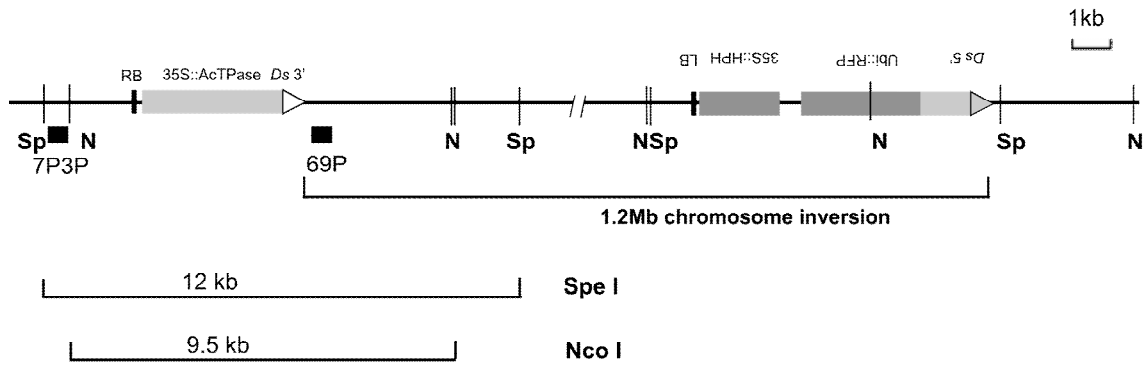 1kb
RB 35S::AcTPase Ds 3' LB 35S::HPH Ubi::RFP Ds 5'
Sp N N Sp N Sp N Sp N
7P3P 69P
1.2Mb chromosome inversion
12 kb Spe I
9.5 kb Nco I